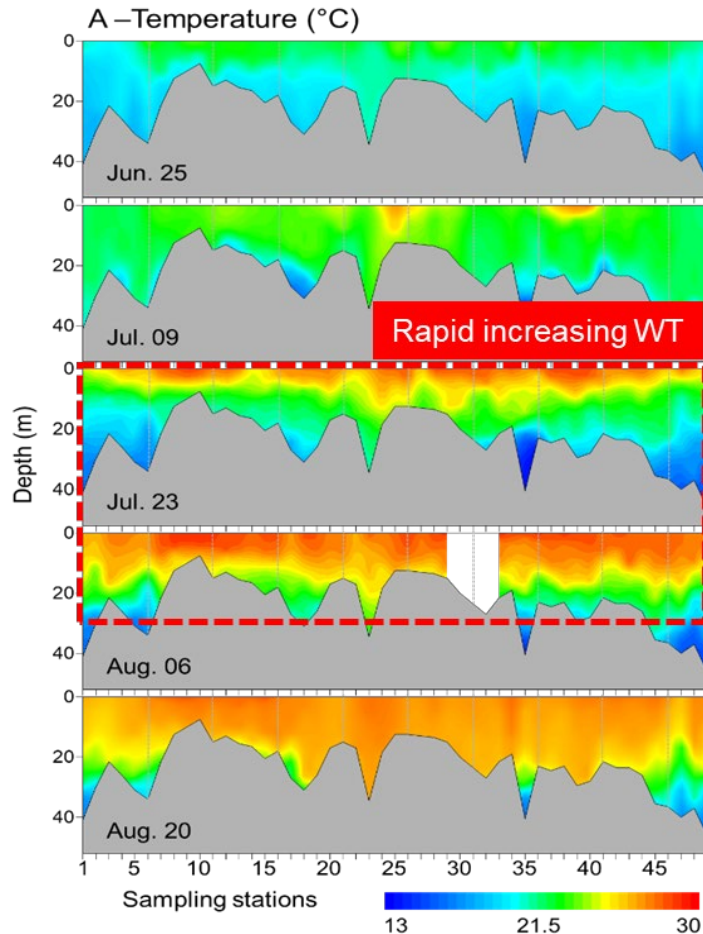 A –Temperature (°C)
0
20
40
Jun. 25
0
20
40
Jul. 09
Rapid increasing WT
0
20
40
Jul. 23
0
20
40
Aug. 06
0
20
40
Aug. 20
Depth (m)
1 5 10 15 20 25 30 35 40 45
Sampling stations
13 21.5 30